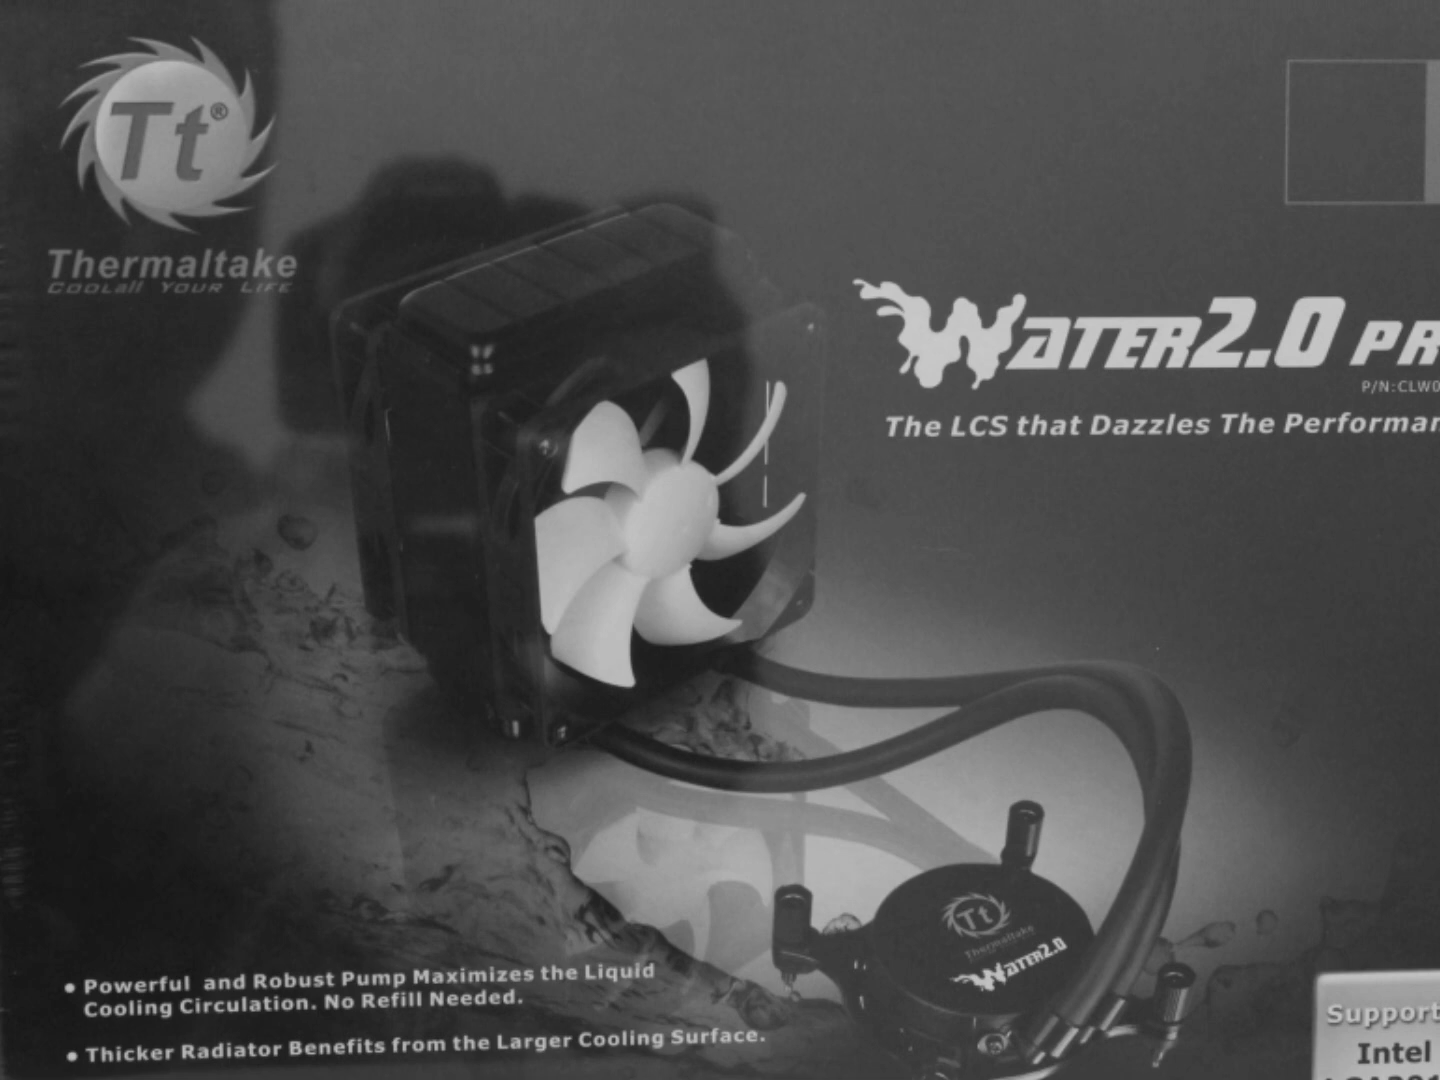 Tt®
Thermaltake
COOLall YOUR LIFE
WATER2.0 PR
P/N:CLW0
The LCS that Dazzles The Performan
Tt
Thermaltake
WATER2.0
• Powerful and Robust Pump Maximizes the Liquid
Cooling Circulation. No Refill Needed.
• Thicker Radiator Benefits from the Larger Cooling Surface.
Support
Intel